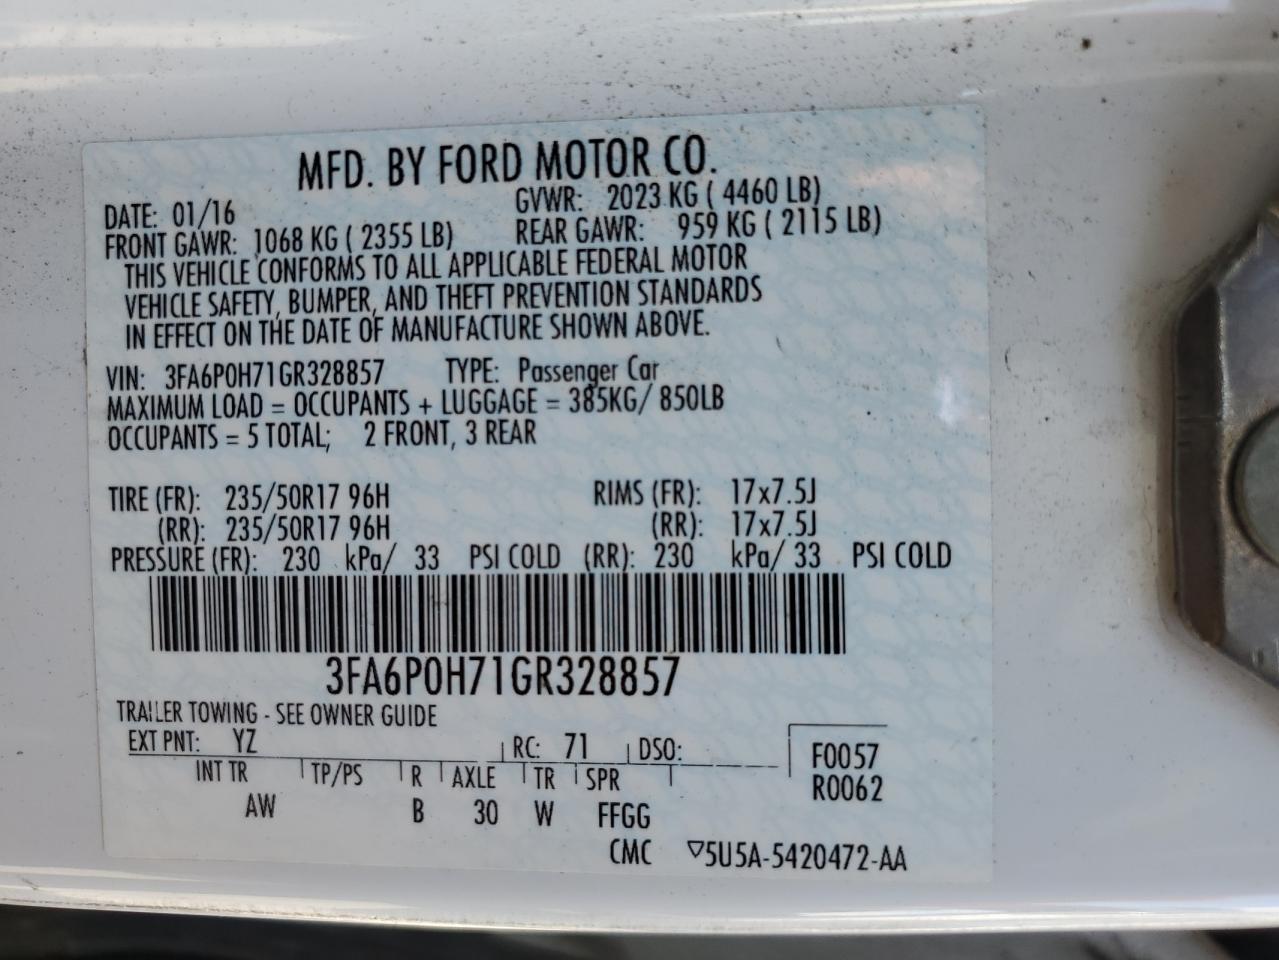 MFD. BY FORD MOTOR CO.
DATE: 01/16 GVWR: 2023 KG ( 4460 LB)
FRONT GAWR: 1068 KG ( 2355 LB) REAR GAWR: 959 KG ( 2115 LB)
THIS VEHICLE CONFORMS TO ALL APPLICABLE FEDERAL MOTOR
VEHICLE SAFETY, BUMPER, AND THEFT PREVENTION STANDARDS
IN EFFECT ON THE DATE OF MANUFACTURE SHOWN ABOVE.
VIN: 3FA6P0H71GR328857 TYPE: Passenger Car
MAXIMUM LOAD = OCCUPANTS + LUGGAGE = 385KG/ 850LB
OCCUPANTS = 5 TOTAL; 2 FRONT, 3 REAR
TIRE (FR): 235/50R17 96H RIMS (FR): 17x7.5J
(RR): 235/50R17 96H (RR): 17x7.5J
PRESSURE (FR): 230 kPa/ 33 PSI COLD (RR): 230 kPa/ 33 PSI COLD
3FA6P0H71GR328857
TRAILER TOWING - SEE OWNER GUIDE
EXT PNT: YZ RC: 71 DSO: F0057
INT TR TP/PS R AXLE TR SPR R0062
AW B 30 W FFGG
CMC ▽5U5A-5420472-AA